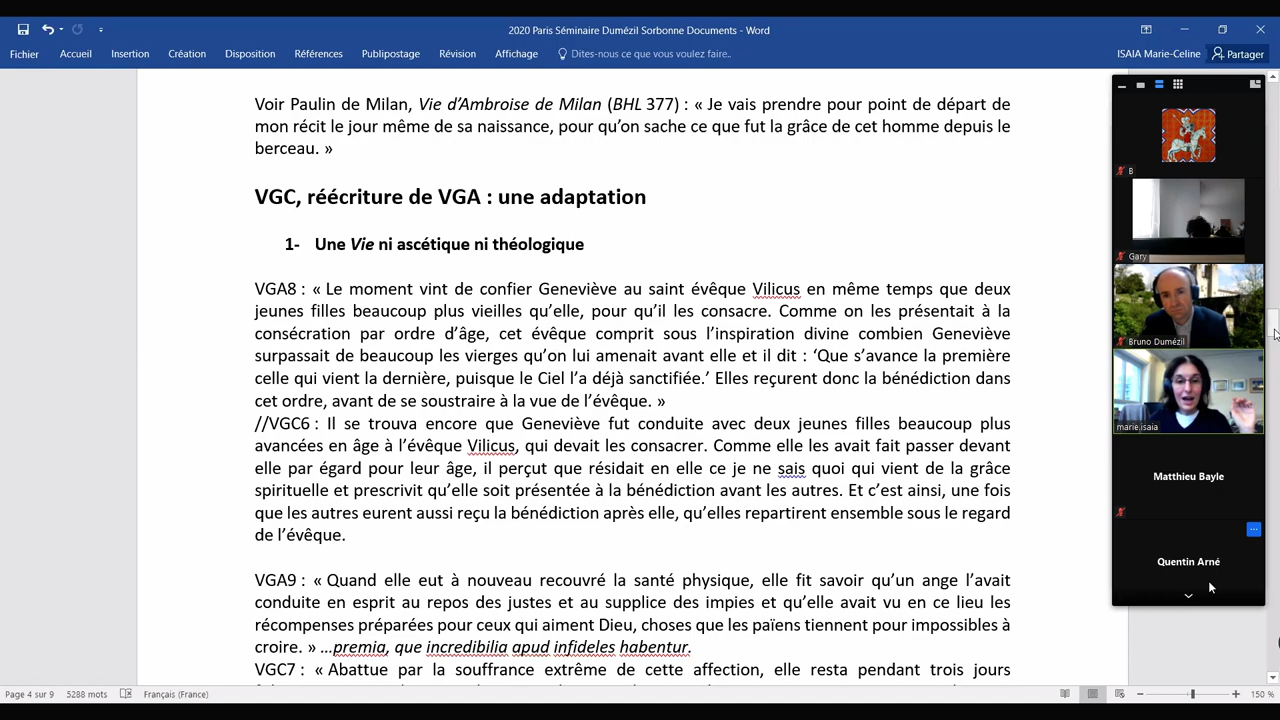 2020 Paris Séminaire Dumézil Sorbonne Documents - Word
Fichier Accueil Insertion Création Disposition Références Publipostage Révision Affichage Dites-nous ce que vous voulez faire.. ISAIA Marie-Celine Partager
Voir Paulin de Milan, Vie d’Ambroise de Milan (BHL 377) : « Je vais prendre pour point de départ de
mon récit le jour même de sa naissance, pour qu’on sache ce que fut la grâce de cet homme depuis le
berceau. »
VGC, réécriture de VGA : une adaptation
1- Une Vie ni ascétique ni théologique
VGA8 : « Le moment vint de confier Geneviève au saint évêque Vilicus en même temps que deux
jeunes filles beaucoup plus vieilles qu’elle, pour qu’il les consacre. Comme on les présentait à la
consécration par ordre d’âge, cet évêque comprit sous l’inspiration divine combien Geneviève
surpassait de beaucoup les vierges qu’on lui amenait avant elle et il dit : ‘Que s’avance la première
celle qui vient la dernière, puisque le Ciel l’a déjà sanctifiée.’ Elles reçurent donc la bénédiction dans
cet ordre, avant de se soustraire à la vue de l’évêque. »
//VGC6 : Il se trouva encore que Geneviève fut conduite avec deux jeunes filles beaucoup plus
avancées en âge à l’évêque Vilicus, qui devait les consacrer. Comme elle les avait fait passer devant
elle par égard pour leur âge, il perçut que résidait en elle ce je ne sais quoi qui vient de la grâce
spirituelle et prescrivit qu’elle soit présentée à la bénédiction avant les autres. Et c’est ainsi, une fois
que les autres eurent aussi reçu la bénédiction après elle, qu’elles repartirent ensemble sous le regard
de l’évêque.
VGA9 : « Quand elle eut à nouveau recouvré la santé physique, elle fit savoir qu’un ange l’avait
conduite en esprit au repos des justes et au supplice des impies et qu’elle avait vu en ce lieu les
récompenses préparées pour ceux qui aiment Dieu, choses que les païens tiennent pour impossibles à
croire. » …premia, que incredibilia apud infideles habentur.
VGC7 : « Abattue par la souffrance extrême de cette affection, elle resta pendant trois jours
B
Gary
Bruno Dumézil
marie.isaia
Matthieu Bayle
Quentin Arné
Page 4 sur 9 5288 mots Français (France) 150 %